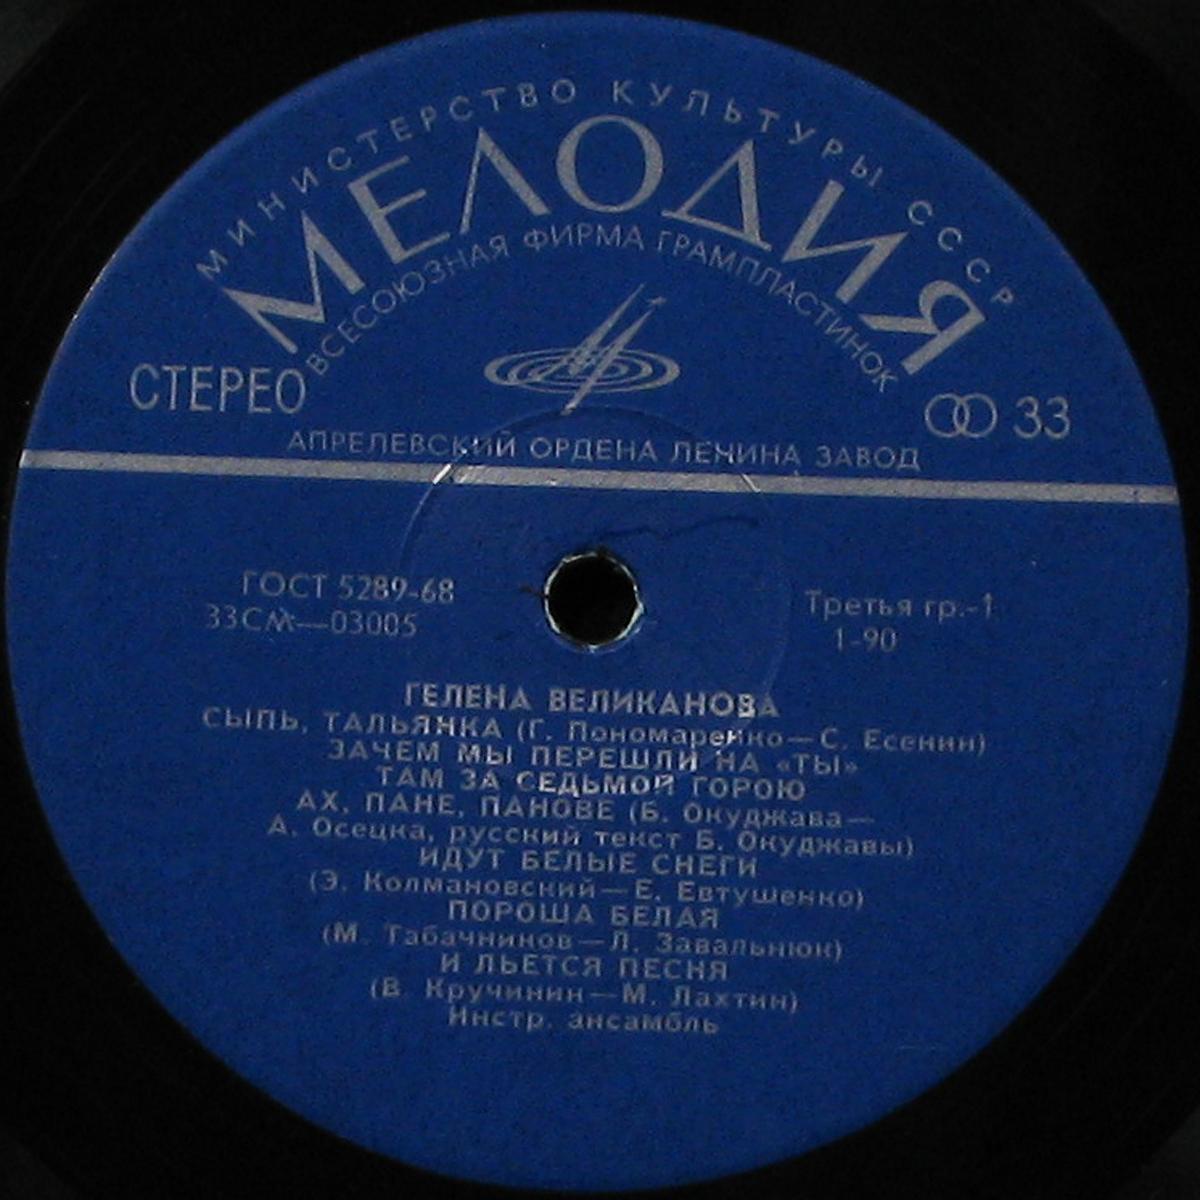 МИНИСТЕРСТВО КУЛЬТУРЫ СССР
МЕЛОДИЯ
ВСЕСОЮЗНАЯ ФИРМА ГРАМПЛАСТИНОК
СТЕРЕО
33
АПРЕЛЕВСКИЙ ОРДЕНА ЛЕНИНА ЗАВОД
ГОСТ 5289-68
Третья гр.-1
33СМ—03005
1-90
ГЕЛЕНА ВЕЛИКАНОВА
СЫПЬ, ТАЛЬЯНКА (Г. Пономаренко—С. Есенин)
ЗАЧЕМ МЫ ПЕРЕШЛИ НА «ТЫ»
ТАМ ЗА СЕДЬМОЙ ГОРОЮ
АХ, ПАНЕ, ПАНОВЕ (Б. Окуджава—
А. Осецка, русский текст Б. Окуджавы)
ИДУТ БЕЛЫЕ СНЕГИ
(Э. Колмановский—Е. Евтушенко)
ПОРОША БЕЛАЯ
(М. Табачников—Л. Завальнюк)
И ЛЬЕТСЯ ПЕСНЯ
(В. Кручинин—М. Лахтин)
Инстр. ансамбль